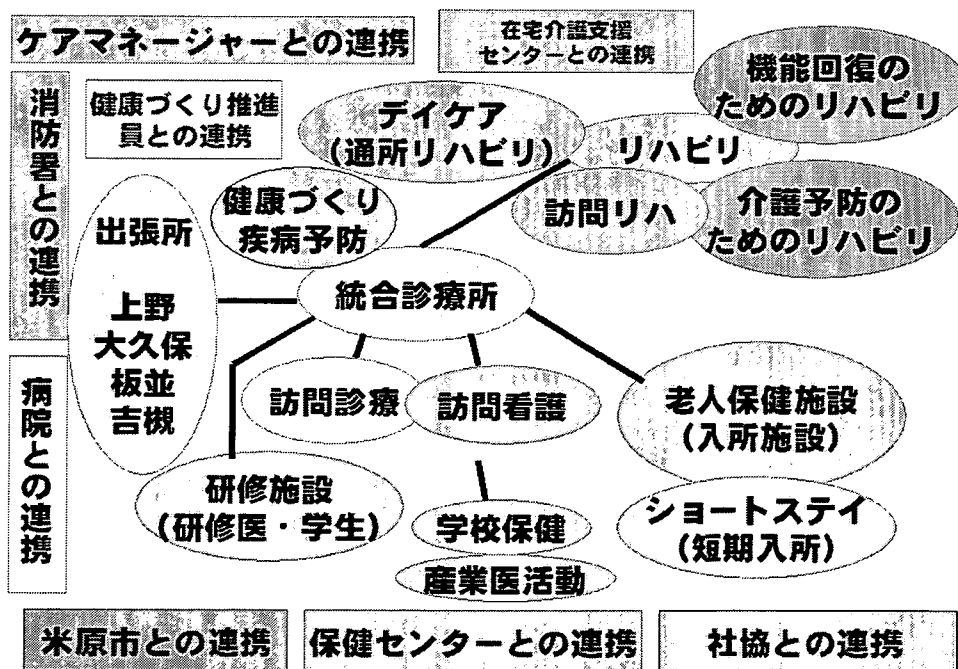 ケアマネージャーとの連携
在宅介護支援
センターとの連携
機能回復の
ためのリハビリ
消防署との連携
健康づくり推進
員との連携
デイケア
(通所リハビリ)
リハビリ
健康づくり
疾病予防
訪問リハ
介護予防の
ためのリハビリ
出張所
上野
大久保
板並
吉槻
統合診療所
病院との連携
訪問診療
訪問看護
老人保健施設
(入所施設)
研修施設
(研修医・学生)
学校保健
ショートステイ
(短期入所)
産業医活動
米原市との連携
保健センターとの連携
社協との連携